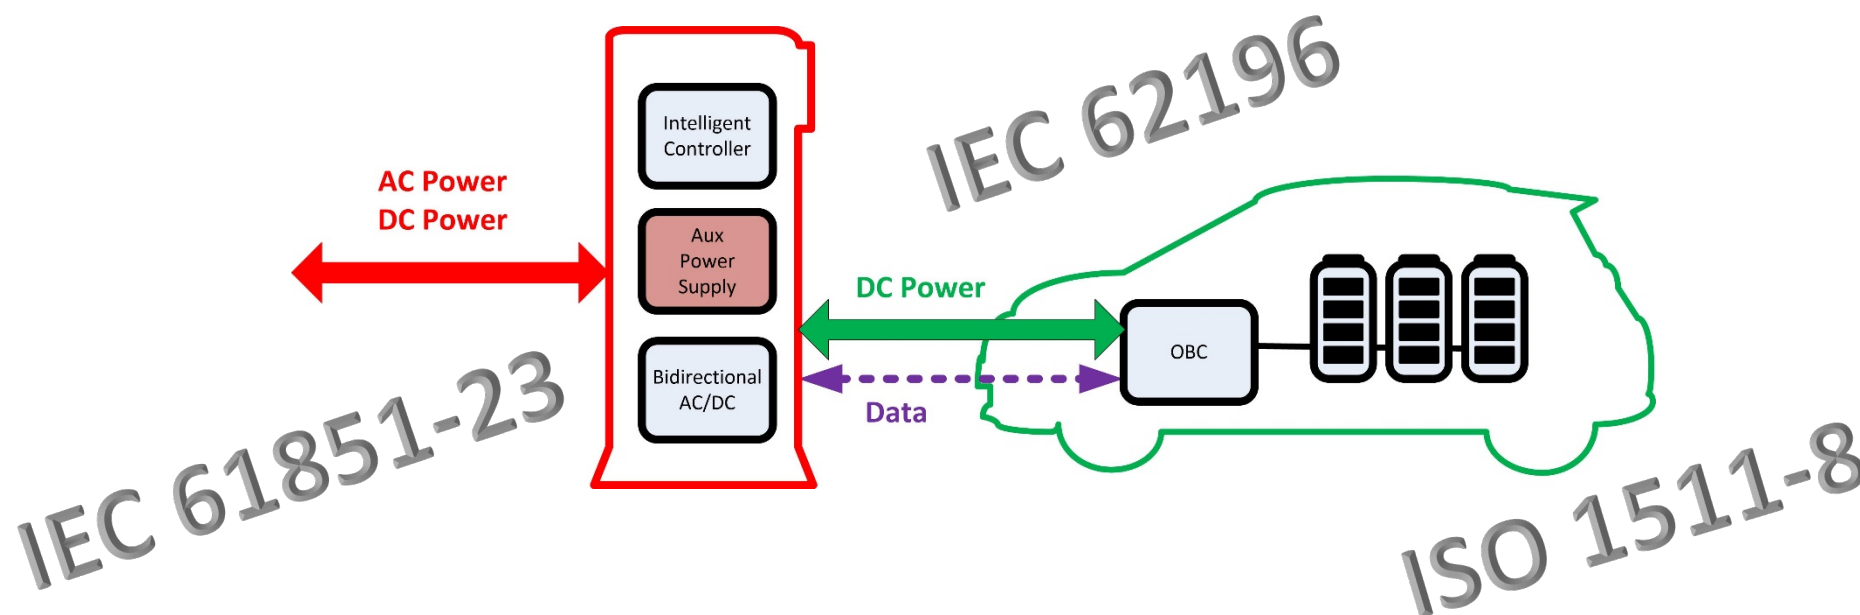 IEC 62196
Intelligent
Controller
AC Power
DC Power
Aux
Power
Supply
DC Power
OBC
Bidirectional
AC/DC
Data
IEC 61851-23
ISO 1511-8